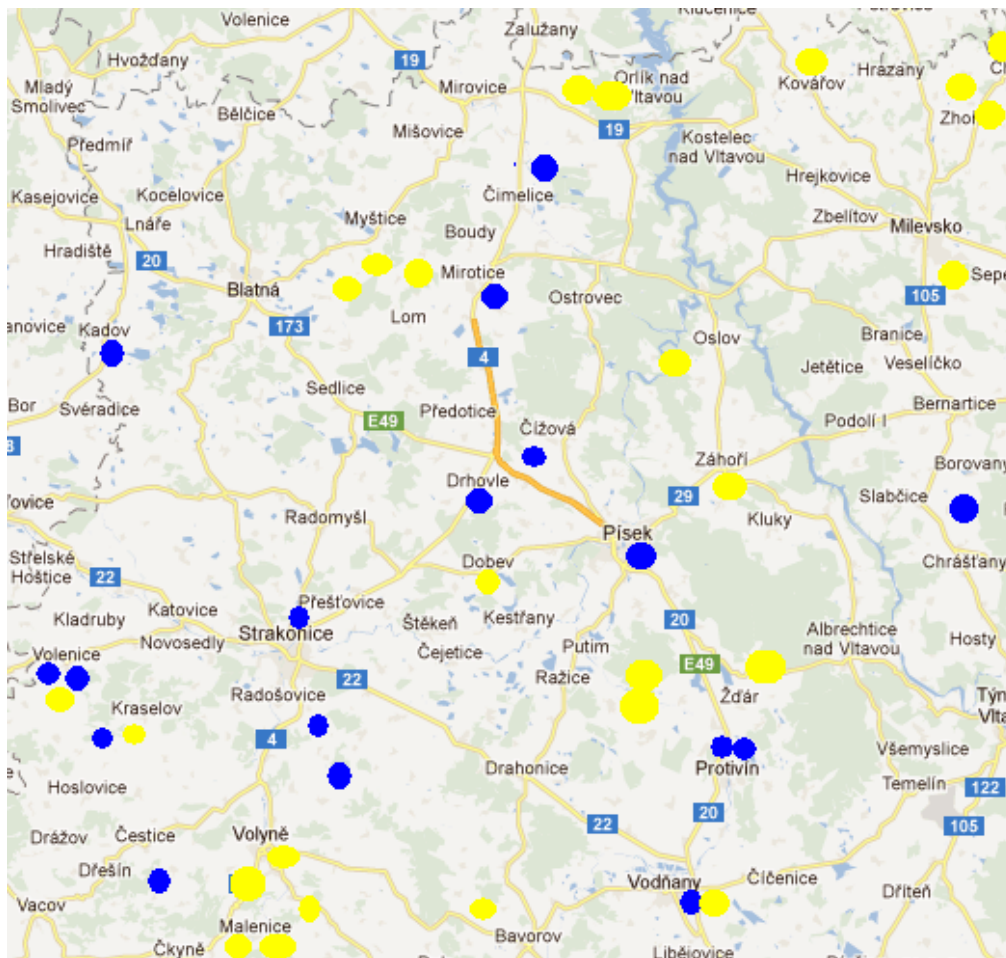 Volenice
Zalužany
Hvožďany
19
Mladý
Smolivec
Mirovice
Orlík nad
Vltavou
Kovářov
Hrazany
Bělčice
Mišovice
19
Zhoř
Předmíř
Kostelec
nad Vltavou
Kasejovice
Kocelovice
Čimelice
Hrejkovice
Lnáře
Myštice
Zbelítov
Milevsko
Hradiště
Boudy
20
Blatná
Mirotice
Ostrovec
Sepe
105
anovice
Kadov
173
Lom
Oslov
Branice
4
Jetětice
Veselíčko
Bor
Svéradice
Sedlice
Předotice
Bernartice
E49
Čížová
Podolí I
Záhoří
Borovany
Drhovle
29
Slabčice
Radomyšl
Kluky
Střelské
Hoštice
Písek
22
Dobev
Chrášťany
Kladruby
Katovice
Přešťovice
Štěkeň
Kestřany
20
Albrechtice
nad Vltavou
Hosty
Novosedly
Strakonice
Čejetice
Putim
Volenice
22
Ražice
E49
Žďár
Týn
Vlta
Kraselov
Radošovice
4
Všemyslice
Hoslovice
Drahonice
Protivín
Temelín
122
20
22
105
Drážov
Čestice
Volyně
Dřešín
Vodňany
Číčenice
Dříteň
Vacov
Malenice
Bavorov
Čkyně
Libějovice